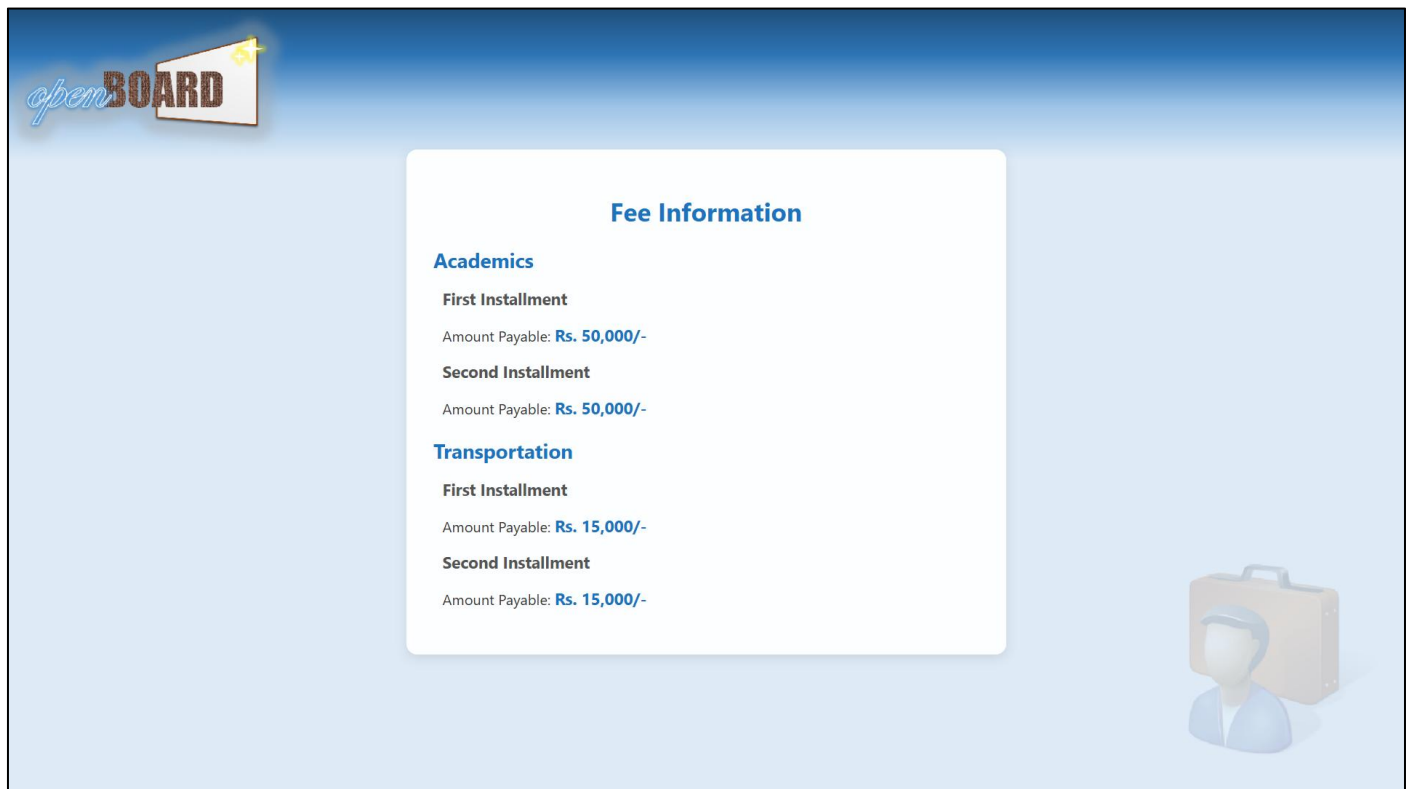 openBOARD
Fee Information
Academics
First Installment
Amount Payable: Rs. 50,000/-
Second Installment
Amount Payable: Rs. 50,000/-
Transportation
First Installment
Amount Payable: Rs. 15,000/-
Second Installment
Amount Payable: Rs. 15,000/-